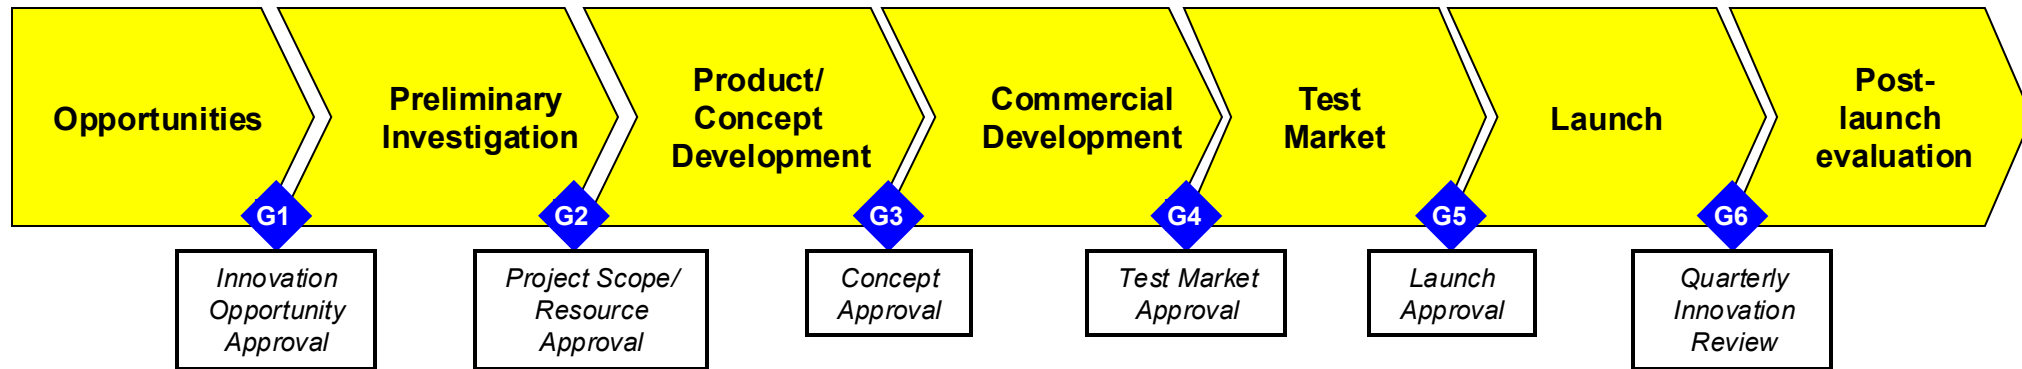 Opportunities
Preliminary
Investigation
Product/
Concept
Development
Commercial
Development
Test
Market
Launch
Post-
launch
evaluation
G1
G2
G3
G4
G5
G6
Innovation
Opportunity
Approval
Project Scope/
Resource
Approval
Concept
Approval
Test Market
Approval
Launch
Approval
Quarterly
Innovation
Review